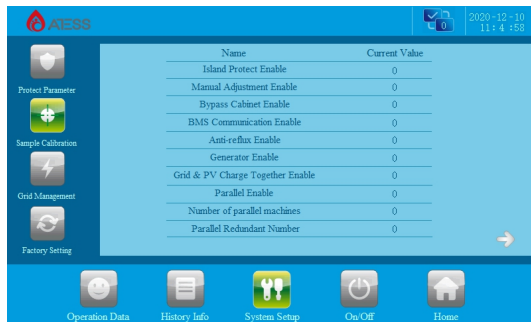 ATESS
0
2020-12-10
11: 4 :58
Protect Parameter
Sample Calibration
Grid Management
Factory Setting
Name Current Value
Island Protect Enable 0
Manual Adjustment Enable 0
Bypass Cabinet Enable 0
BMS Communication Enable 0
Anti-reflux Enable 0
Generator Enable 0
Grid & PV Charge Together Enable 0
Parallel Enable 0
Number of parallel machines 0
Parallel Redundant Number 0
Operation Data History Info System Setup On/Off Home